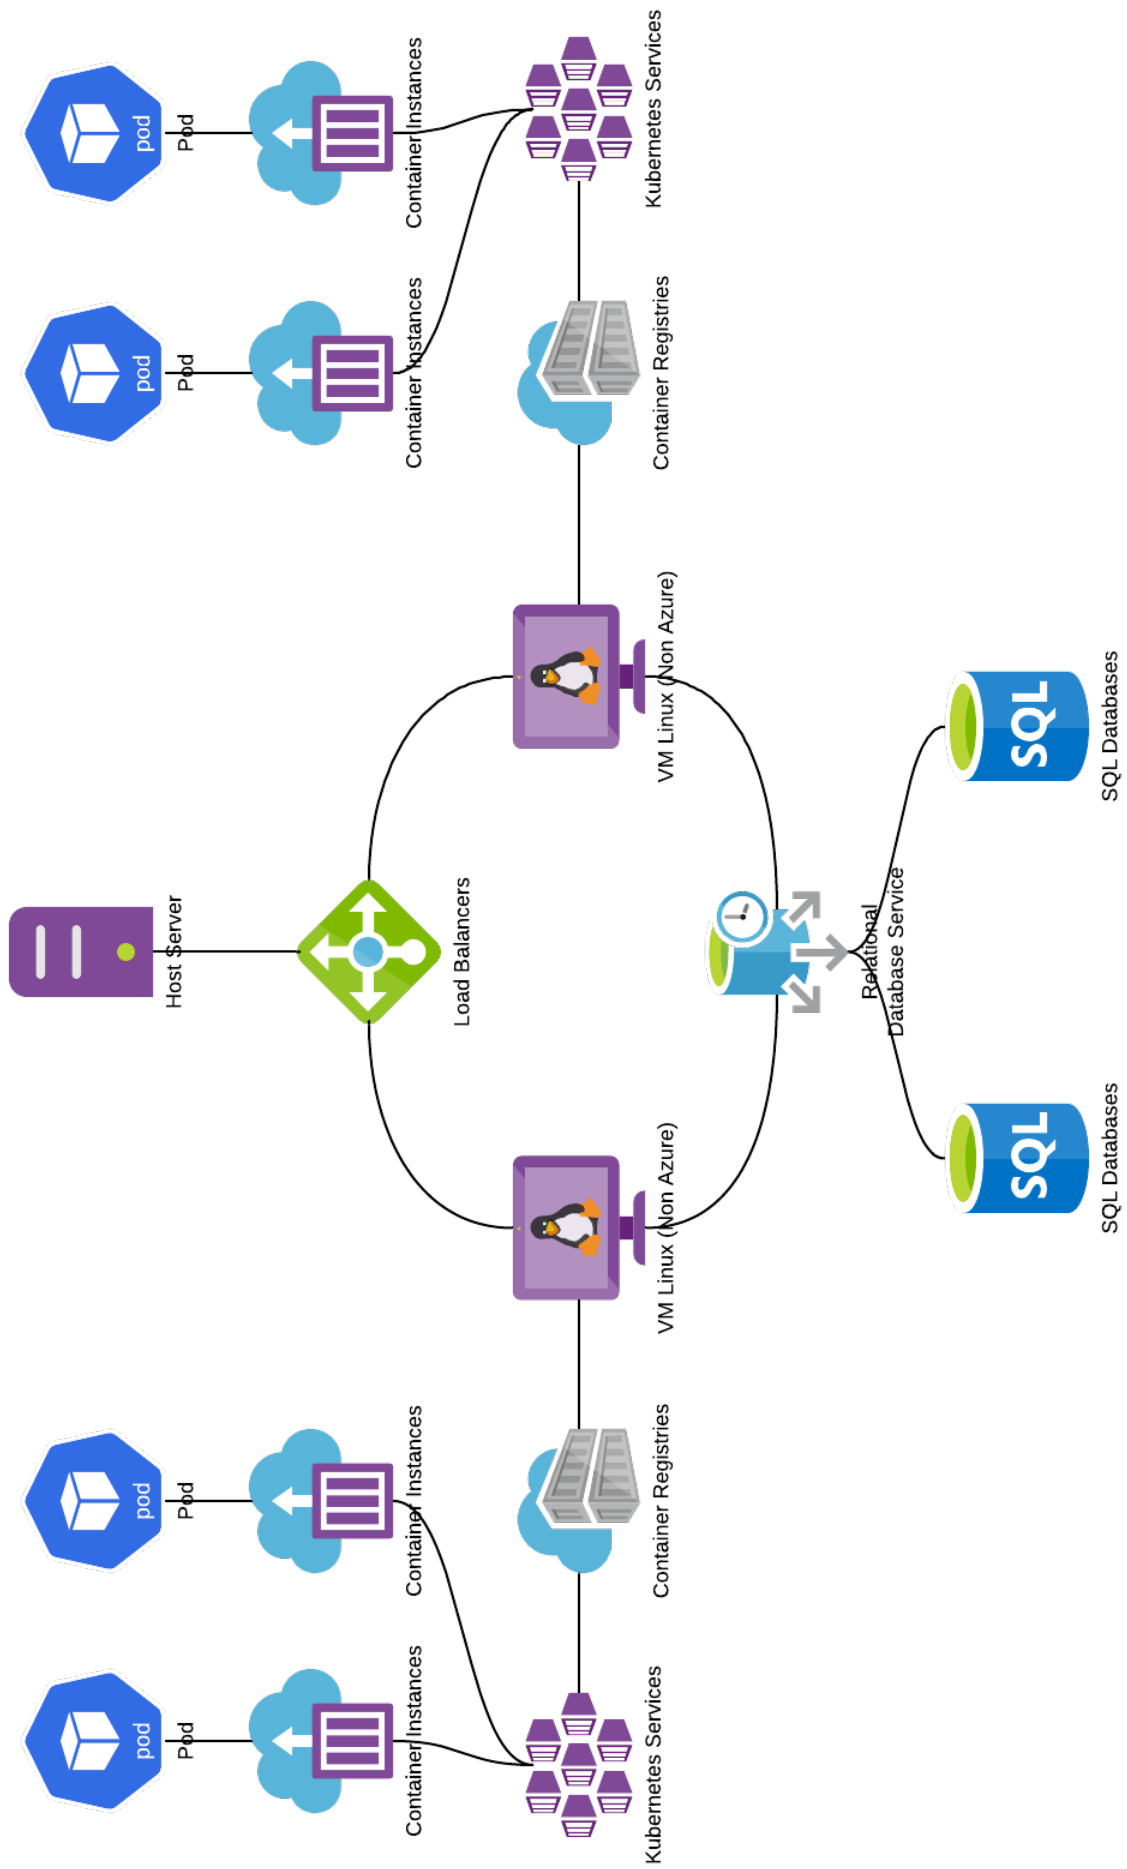 pod
pod
pod
pod
Pod
Pod
Host Server
Pod
Pod
Container Instances
Container Instances
Load Balancers
Container Instances
Container Instances
Kubernetes Services
Container Registries
VM Linux (Non Azure)
VM Linux (Non Azure)
Container Registries
Kubernetes Services
Relational
Database Service
SQL
SQL
SQL Databases
SQL Databases